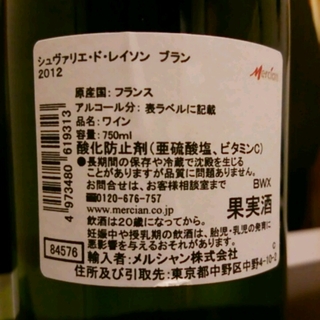 シュヴァリエ・ド・レイソン ブラン
2012
Mercian
原産国：フランス
アルコール分：表ラベルに記載
品名：ワイン
容量：750ml
酸化防止剤（亜硫酸塩、ビタミンC）
●長期間の保存や冷蔵で沈殿を生じる
ことがありますが品質に問題ありません。
お問合せは、お客様相談室まで BWX
0120-676-757
www.mercian.co.jp 果実酒
飲酒は20歳になってから。
妊娠中や授乳期の飲酒は、胎児・乳児の発育に
悪影響を与えるおそれがあります。
84576
輸入者：メルシャン株式会社
住所及び引取先：東京都中野区中野4-10-2
4 973480 619313